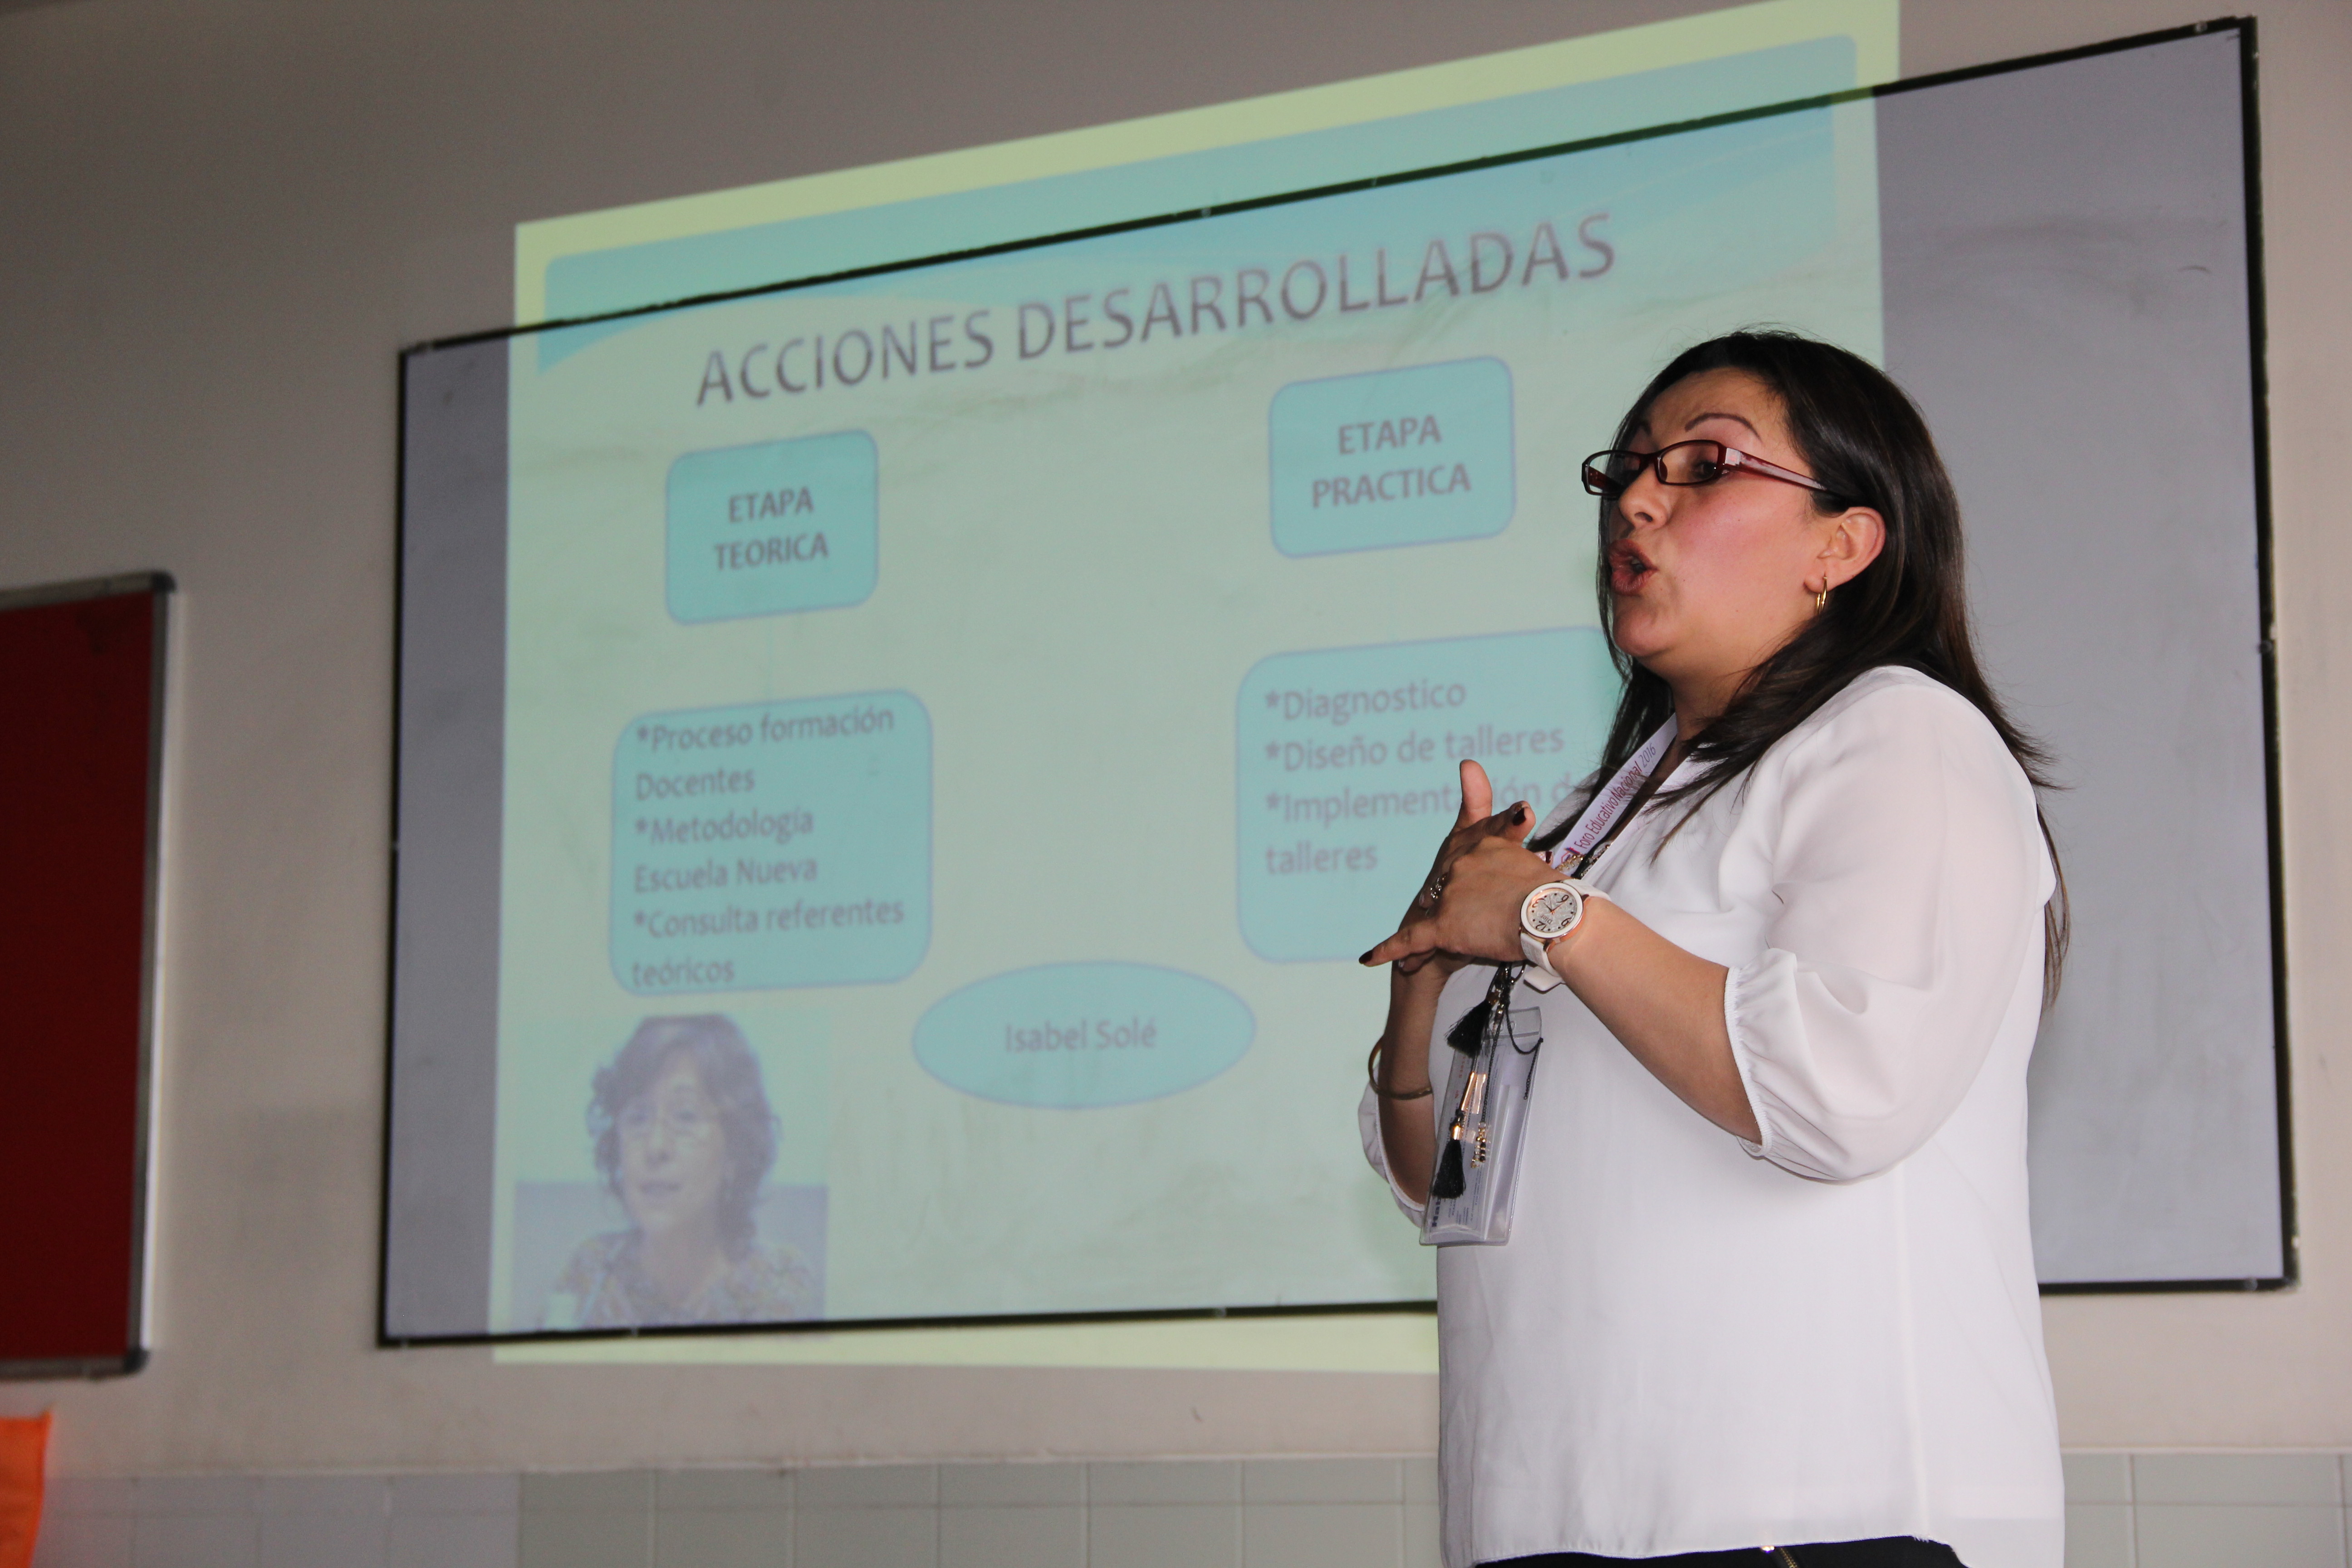 ACCIONES DESARROLLADAS
ETAPA
TEORICA
ETAPA
PRACTICA
*Proceso formación
Docentes
*Metodología
Escuela Nueva
*Consulta referentes
teóricos
*Diagnostico
*Diseño de talleres
*Implementación d
talleres
Isabel Solé
Foro Educativo Nacional 2016